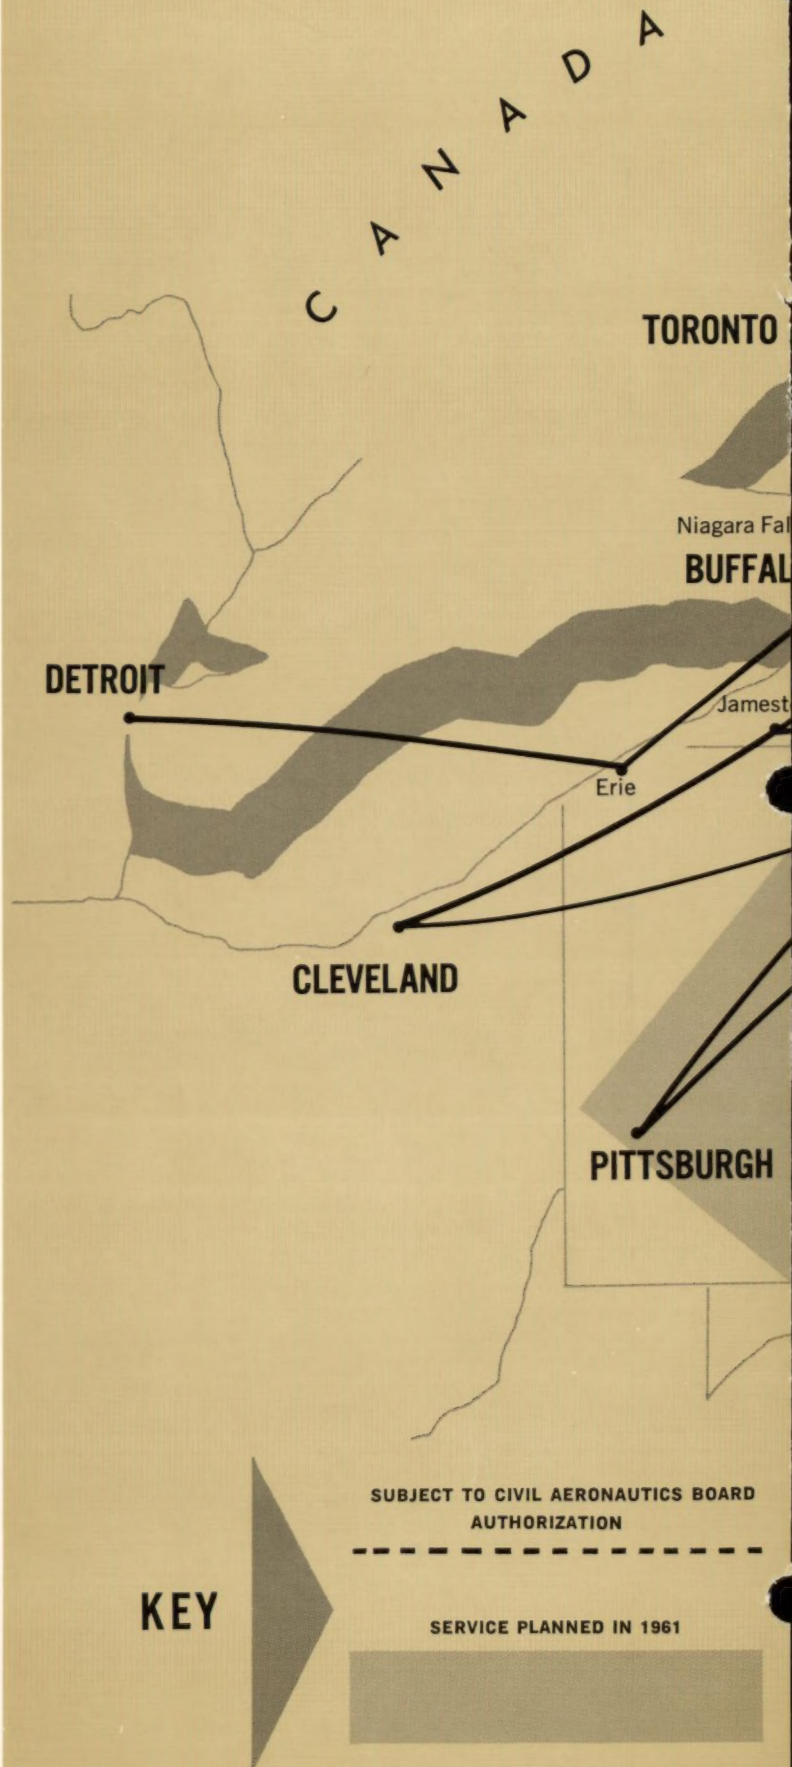 CANADA
TORONTO
Niagara Fal
BUFFAL
DETROIT
Jamest
Erie
CLEVELAND
PITTSBURGH
SUBJECT TO CIVIL AERONAUTICS BOARD
AUTHORIZATION
KEY
SERVICE PLANNED IN 1961